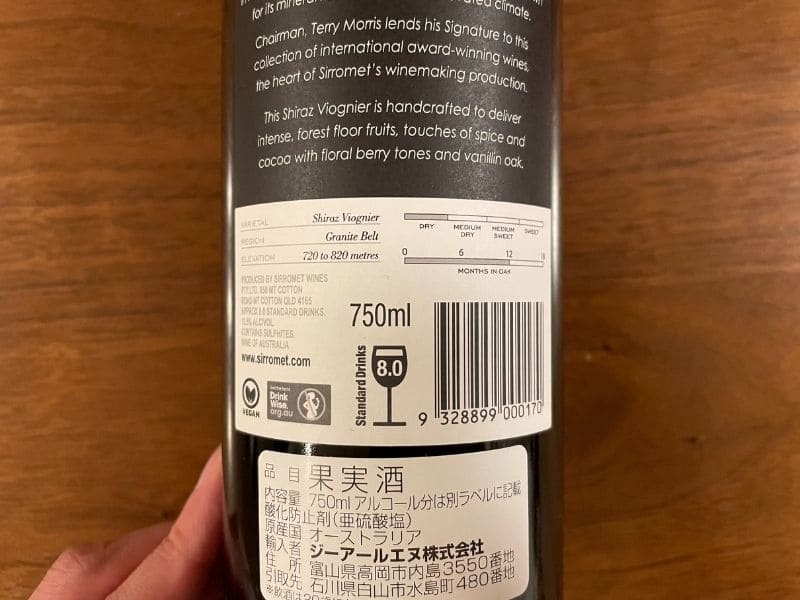 for its mineral
ated climate.
Chairman, Terry Morris lends his Signature to this
collection of international award-winning wines,
the heart of Sirromet's winemaking production.
This Shiraz Viognier is handcrafted to deliver
intense, forest floor fruits, touches of spice and
cocoa with floral berry tones and vanillin oak.
VARIETAL Shiraz Viognier
REGION Granite Belt
ELEVATION 720 to 820 metres
DRY MEDIUM DRY MEDIUM SWEET SWEET
0 6 12 18
MONTHS IN OAK
PRODUCED BY SIRROMET WINES
PTY LTD. 850 MT COTTON
ROAD MT COTTON QLD 4165
APPROX 8.0 STANDARD DRINKS.
ALC/VOL
CONTAINS SULPHITES.
WINE OF AUSTRALIA
www.sirromet.com
750ml
Standard Drinks
8.0
VEGAN
Drink
Wise.
org.au
9 328899 000170
品目 果実酒
内容量 750ml アルコール分は別ラベルに記載
酸化防止剤(亜硫酸塩)
原産国 オーストラリア
輸入者 ジーアールエヌ株式会社
住所 富山県高岡市内島3550番地
引取先 石川県白山市水島町480番地
※飲酒は20歳